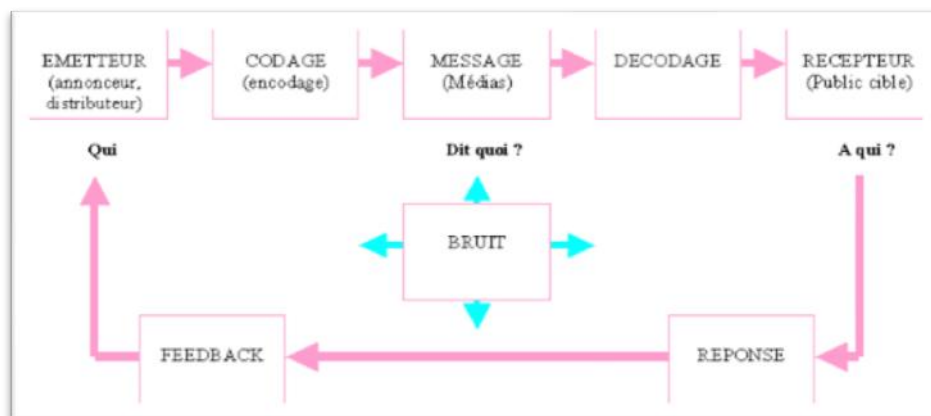 EMETTEUR
(annonceur,
distributeur)
CODAGE
(encodage)
MESSAGE
(Médias)
DECODAGE
RECEPTEUR
(Public cible)
Qui
Dit quoi ?
A qui ?
BRUIT
FEEDBACK
REPONSE